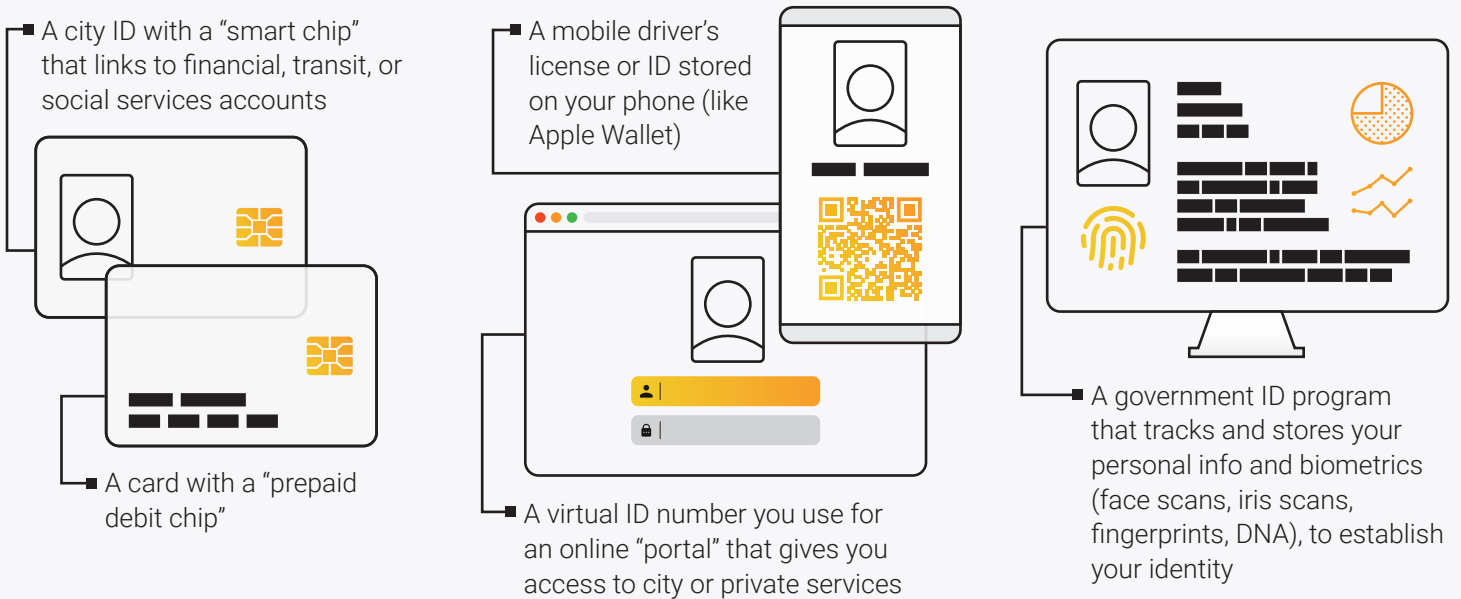 A city ID with a “smart chip”
that links to financial, transit, or
social services accounts
A card with a “prepaid
debit chip”
A mobile driver’s
license or ID stored
on your phone (like
Apple Wallet)
A virtual ID number you use for
an online “portal” that gives you
access to city or private services
A government ID program
that tracks and stores your
personal info and biometrics
(face scans, iris scans,
fingerprints, DNA), to establish
your identity